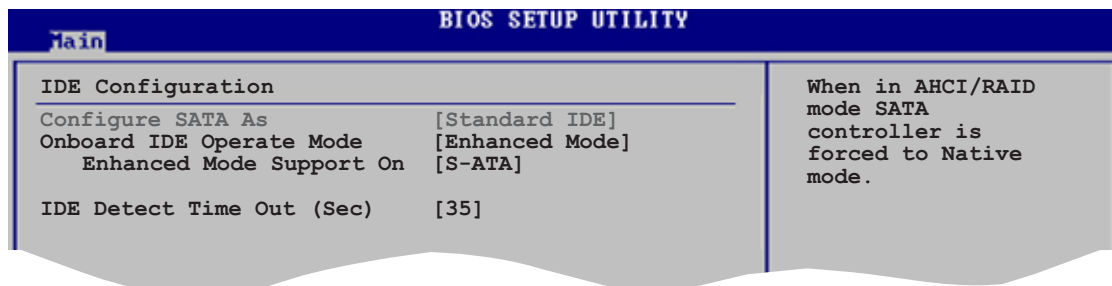 BIOS SETUP UTILITY
Main
IDE Configuration
Configure SATA As [Standard IDE]
Onboard IDE Operate Mode [Enhanced Mode]
Enhanced Mode Support On [S-ATA]
IDE Detect Time Out (Sec) [35]
When in AHCI/RAID
mode SATA
controller is
forced to Native
mode.